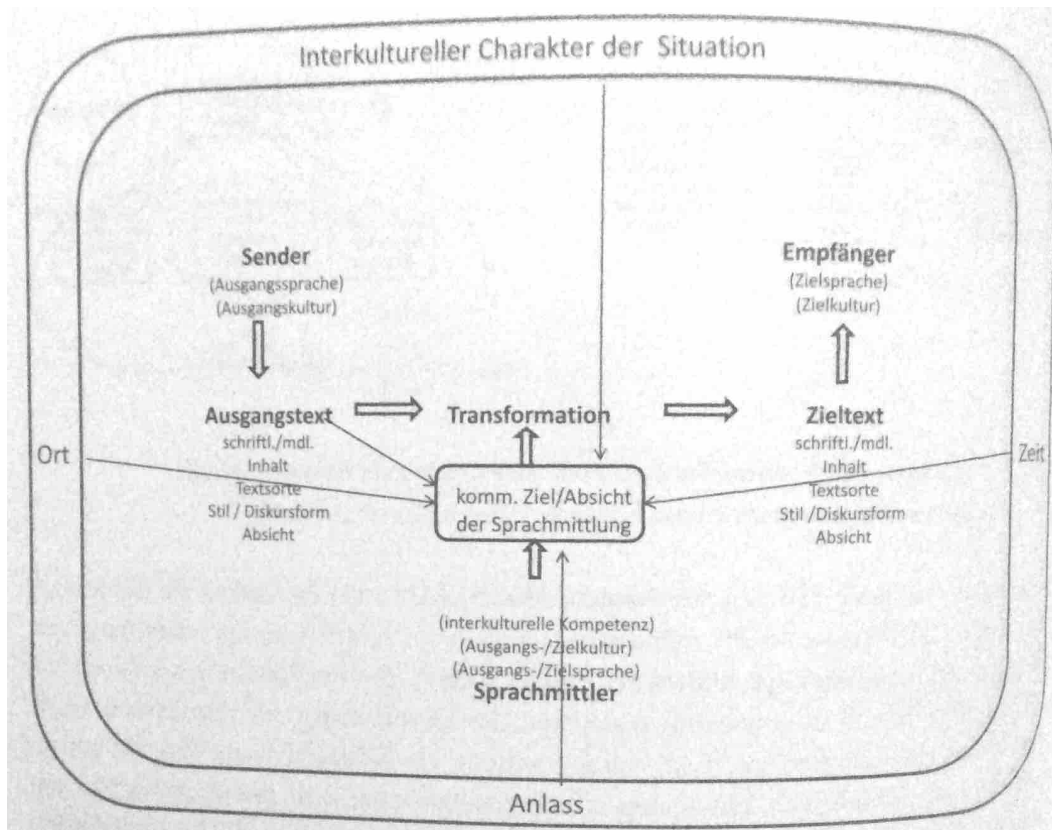 Interkultureller Charakter der Situation
Sender
(Ausgangssprache)
(Ausgangskultur)
Empfänger
(Zielsprache)
(Zielkultur)
Ausgangstext
schriftl./mdl.
Inhalt
Textsorte
Stil / Diskursform
Absicht
Transformation
Zieltext
schriftl./mdl.
Inhalt
Textsorte
Stil /Diskursform
Absicht
Ort
Zeit
komm. Ziel/Absicht
der Sprachmittlung
(interkulturelle Kompetenz)
(Ausgangs-/Zielkultur)
(Ausgangs-/Zielsprache)
Sprachmittler
Anlass